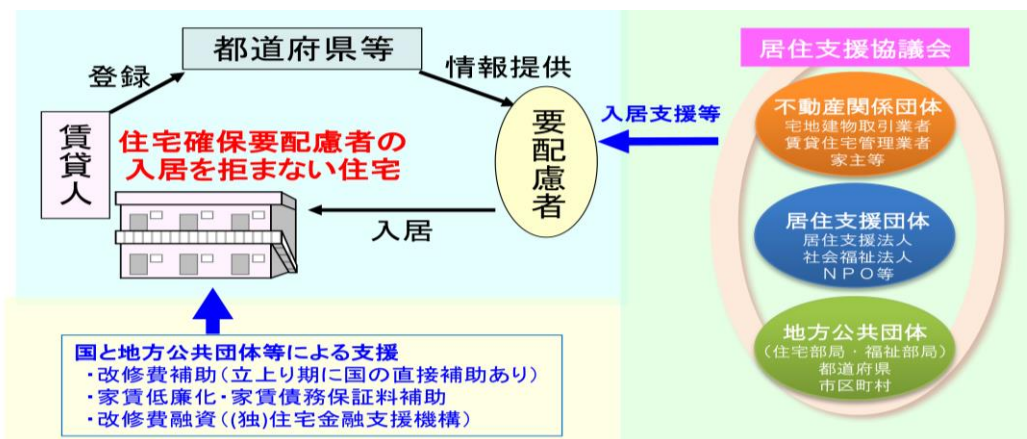 都道府県等
登録
情報提供
賃貸人
住宅確保要配慮者の
入居を拒まない住宅
要配慮者
入居
国と地方公共団体等による支援
・改修費補助(立上り期に国の直接補助あり)
・家賃低廉化・家賃債務保証料補助
・改修費融資((独)住宅金融支援機構)
入居支援等
居住支援協議会
不動産関係団体
宅地建物取引業者
賃貸住宅管理業者
家主等
居住支援団体
居住支援法人
社会福祉法人
NPO等
地方公共団体
(住宅部局・福祉部局)
都道府県
市区町村